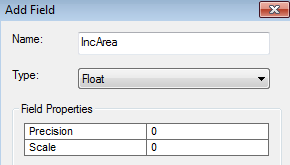 Add Field
Name: IncArea
Type: Float
Field Properties
Precision 0
Scale 0